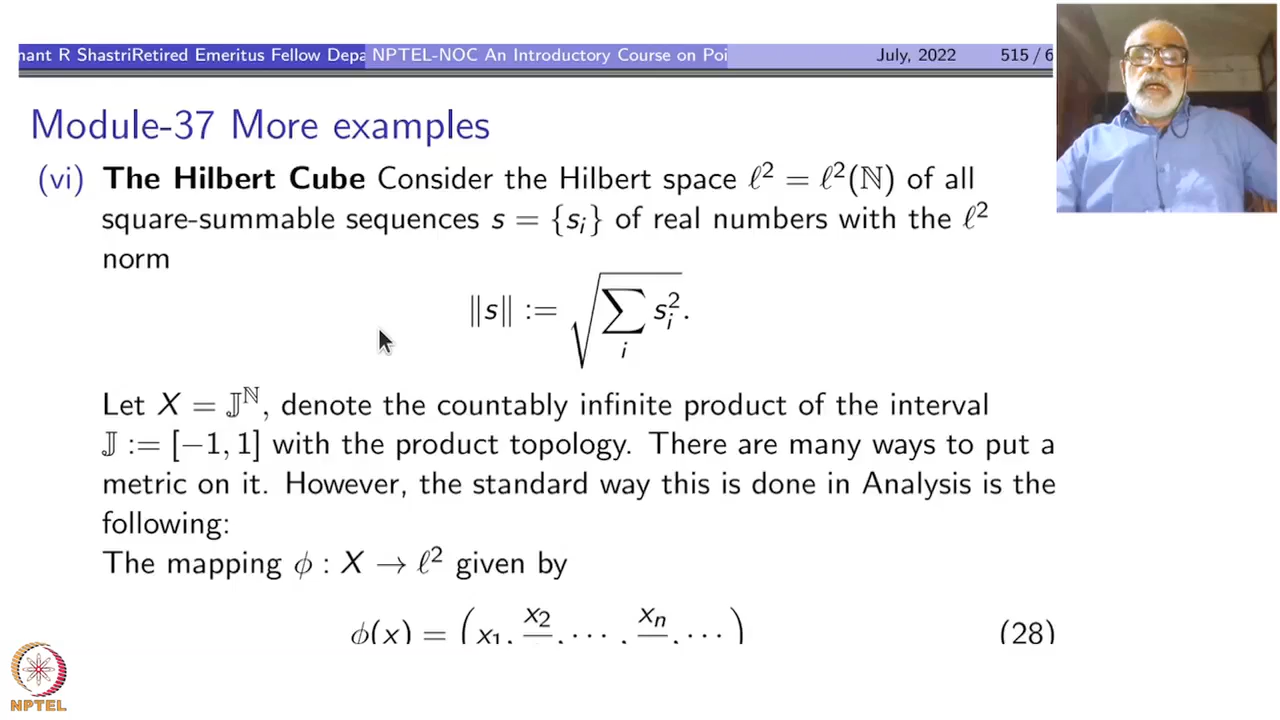 nant R ShastriRetired Emeritus Fellow Depa NPTEL-NOC An Introductory Course on Poi July, 2022 515 / 6
Module-37 More examples
(vi) The Hilbert Cube Consider the Hilbert space ℓ² = ℓ²(ℕ) of all
square-summable sequences s = {sᵢ} of real numbers with the ℓ²
norm
‖s‖ := √∑ᵢ sᵢ².
Let X = 𝕁^ℕ, denote the countably infinite product of the interval
𝕁 := [−1, 1] with the product topology. There are many ways to put a
metric on it. However, the standard way this is done in Analysis is the
following:
The mapping ϕ : X → ℓ² given by
ϕ(x) = (x₁, x₂, ⋯ , xₙ, ⋯) (28)
NPTEL